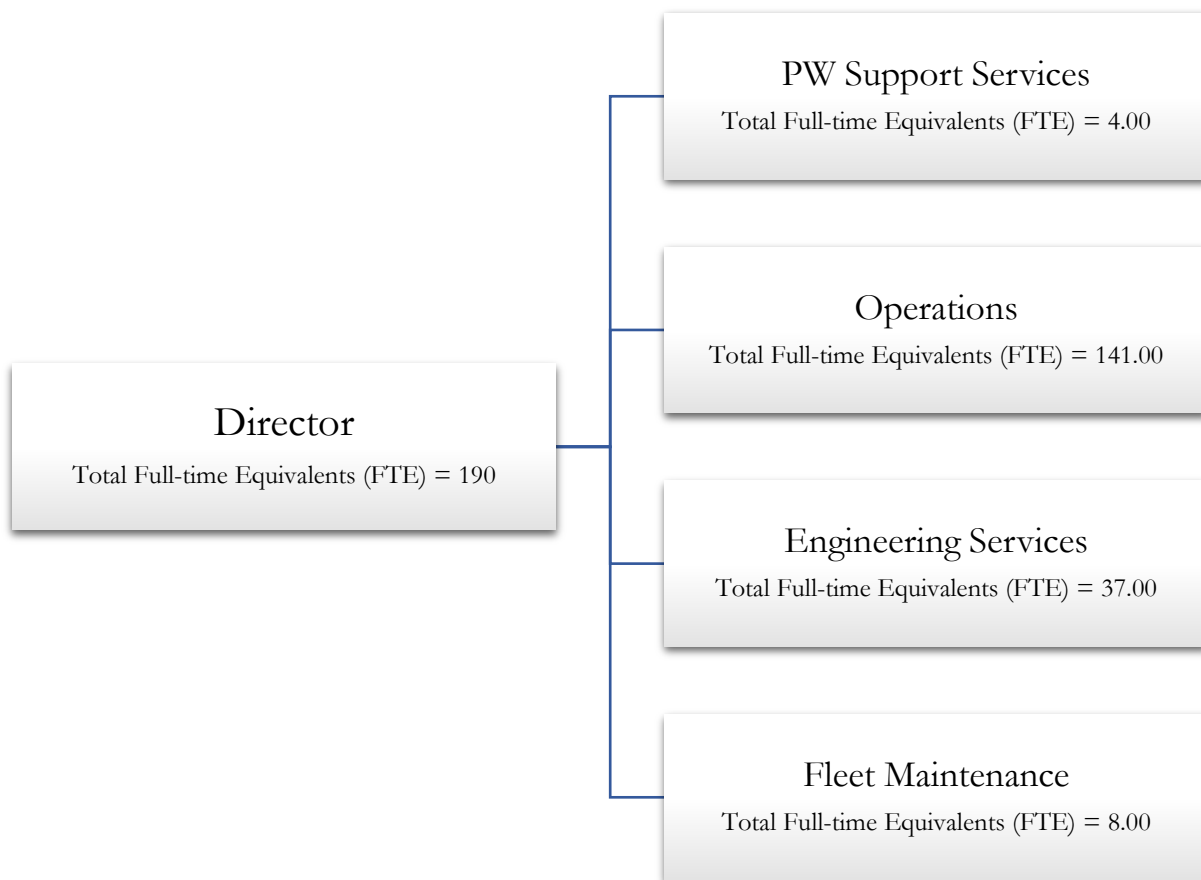 PW Support Services
Total Full-time Equivalents (FTE) = 4.00
Operations
Total Full-time Equivalents (FTE) = 141.00
Director
Total Full-time Equivalents (FTE) = 190
Engineering Services
Total Full-time Equivalents (FTE) = 37.00
Fleet Maintenance
Total Full-time Equivalents (FTE) = 8.00